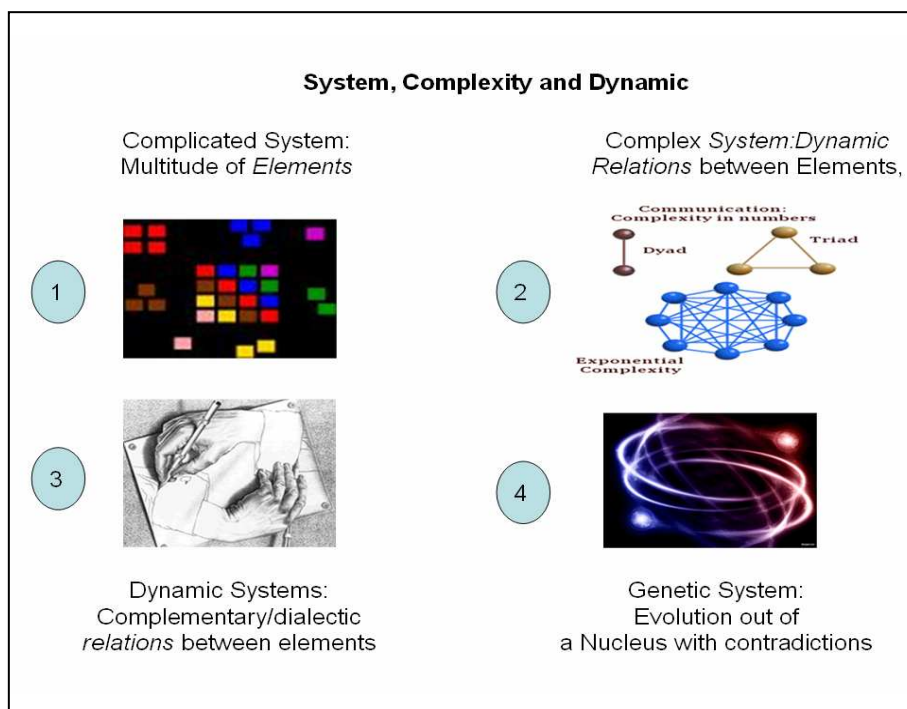 System, Complexity and Dynamic
Complicated System:
Multitude of Elements
Complex System:Dynamic
Relations between Elements,
1
2
Communication:
Complexity in numbers
Dyad
Triad
Exponential
Complexity
3
4
Dynamic Systems:
Complementary/dialectic
relations between elements
Genetic System:
Evolution out of
a Nucleus with contradictions